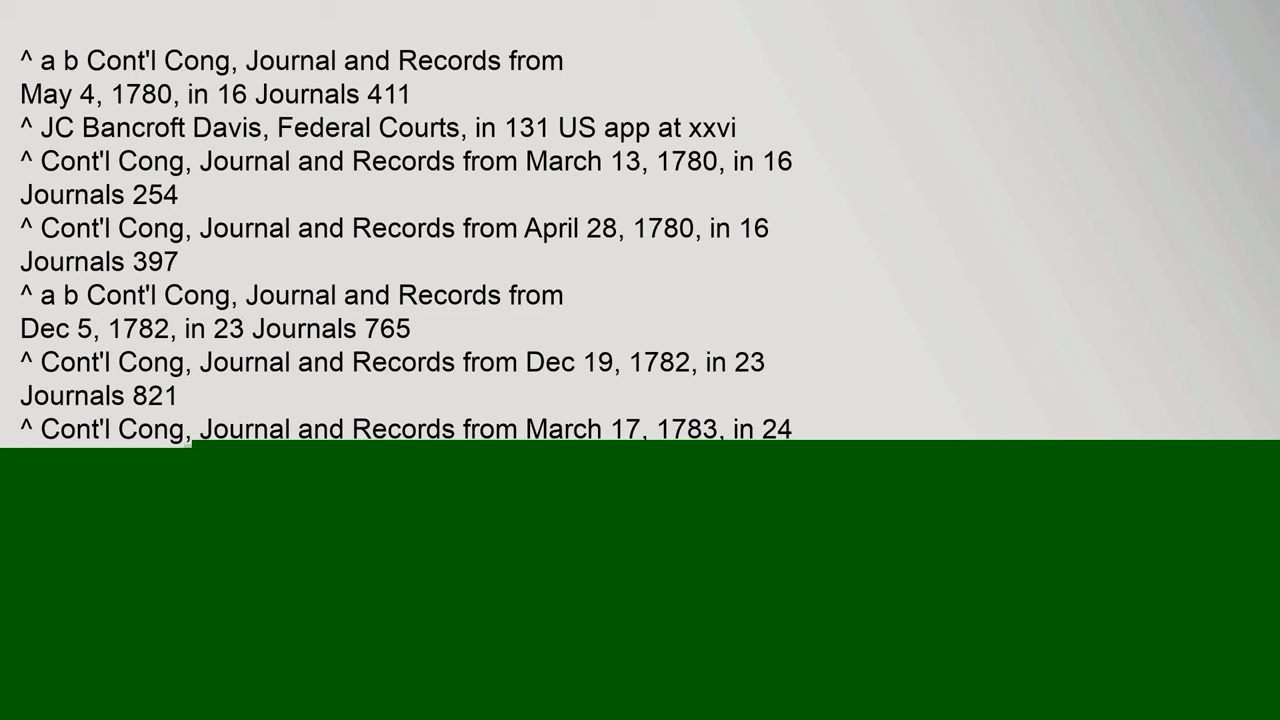 ^ a b Cont'l Cong, Journal and Records from
May 4, 1780, in 16 Journals 411
^ JC Bancroft Davis, Federal Courts, in 131 US app at xxvi
^ Cont'l Cong, Journal and Records from March 13, 1780, in 16
Journals 254
^ Cont'l Cong, Journal and Records from April 28, 1780, in 16
Journals 397
^ a b Cont'l Cong, Journal and Records from
Dec 5, 1782, in 23 Journals 765
^ Cont'l Cong, Journal and Records from Dec 19, 1782, in 23
Journals 821
^ Cont'l Cong, Journal and Records from March 17, 1783, in 24